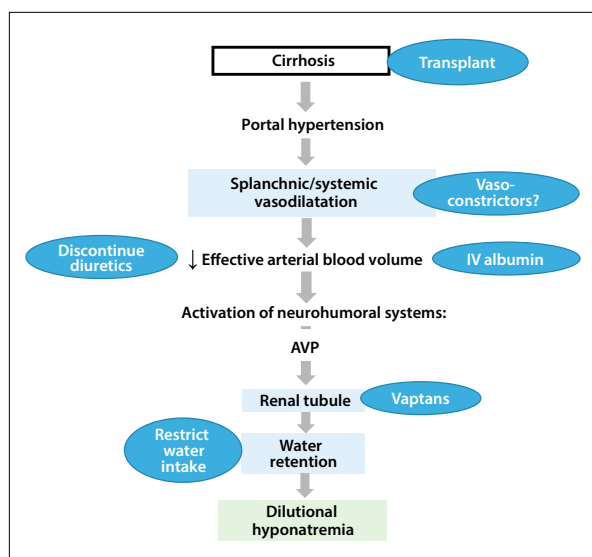 Cirrhosis
Transplant
Portal hypertension
Splanchnic/systemic
vasodilatation
Vaso-
constrictors?
Discontinue
diuretics
↓ Effective arterial blood volume
IV albumin
Activation of neurohumoral systems:
AVP
Renal tubule
Vaptans
Restrict
water
intake
Water
retention
Dilutional
hyponatremia